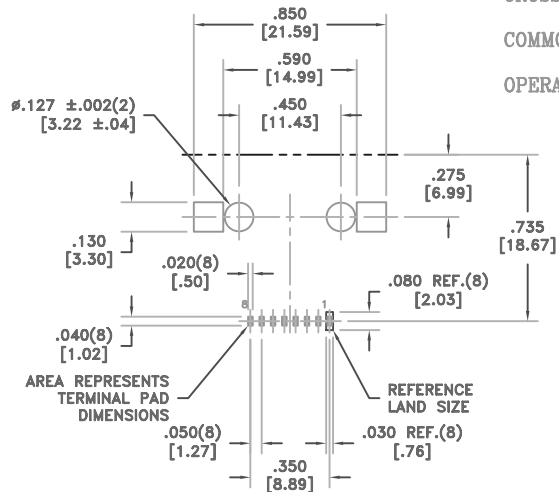 .850
[21.59]
.590
[14.99]
COMMO
.450
[11.43]
OPERA
ø.127 ±.002(2)
[3.22 ±.04]
.275
[6.99]
.735
[18.67]
.130
[3.30]
.020(8)
[.50]
.080 REF.(8)
[2.03]
8
1
.040(8)
[1.02]
AREA REPRESENTS
TERMINAL PAD
DIMENSIONS
REFERENCE
LAND SIZE
.050(8)
[1.27]
.030 REF.(8)
[.76]
.350
[8.89]